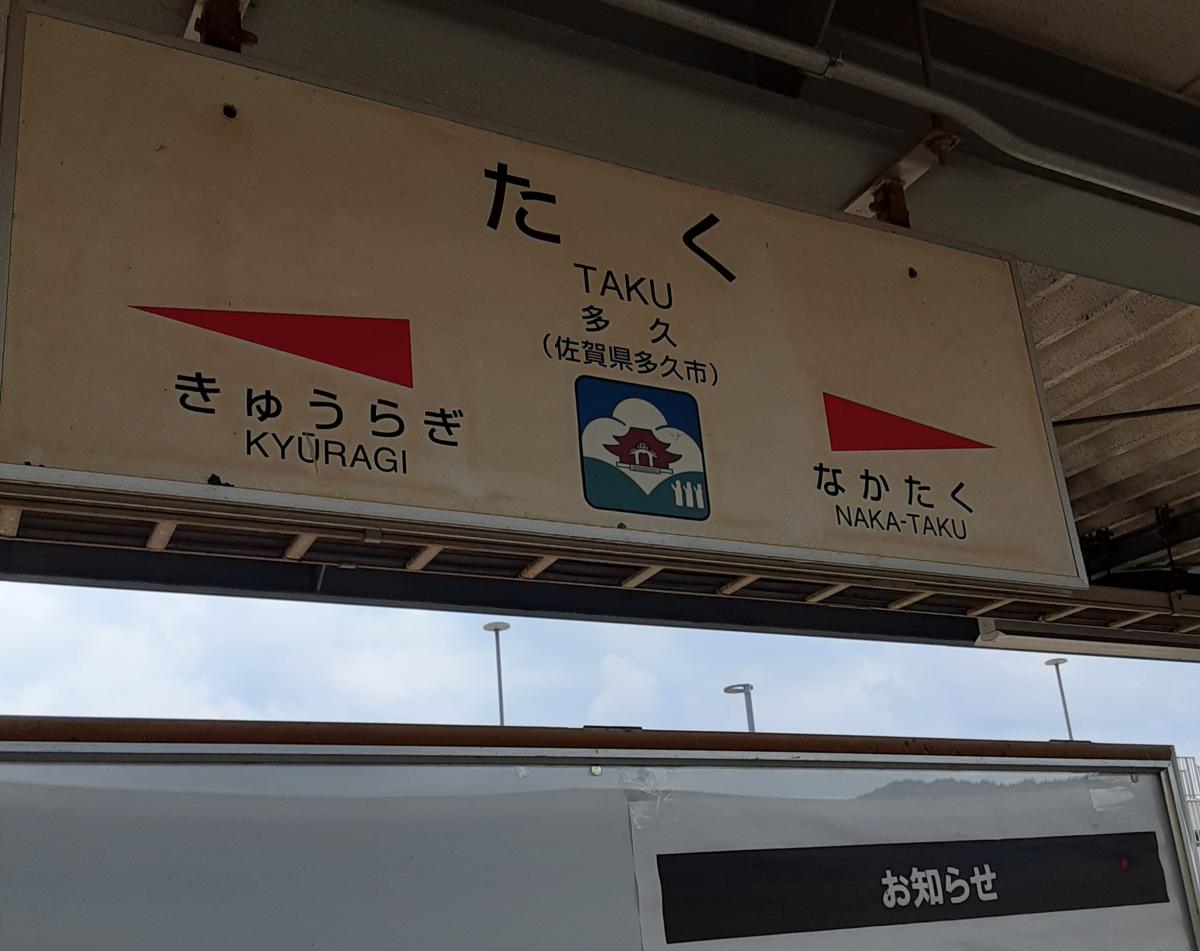 たく
TAKU
多久
(佐賀県多久市)
きゅうらぎ
KYŪRAGI
なかたく
NAKA-TAKU
お知らせ